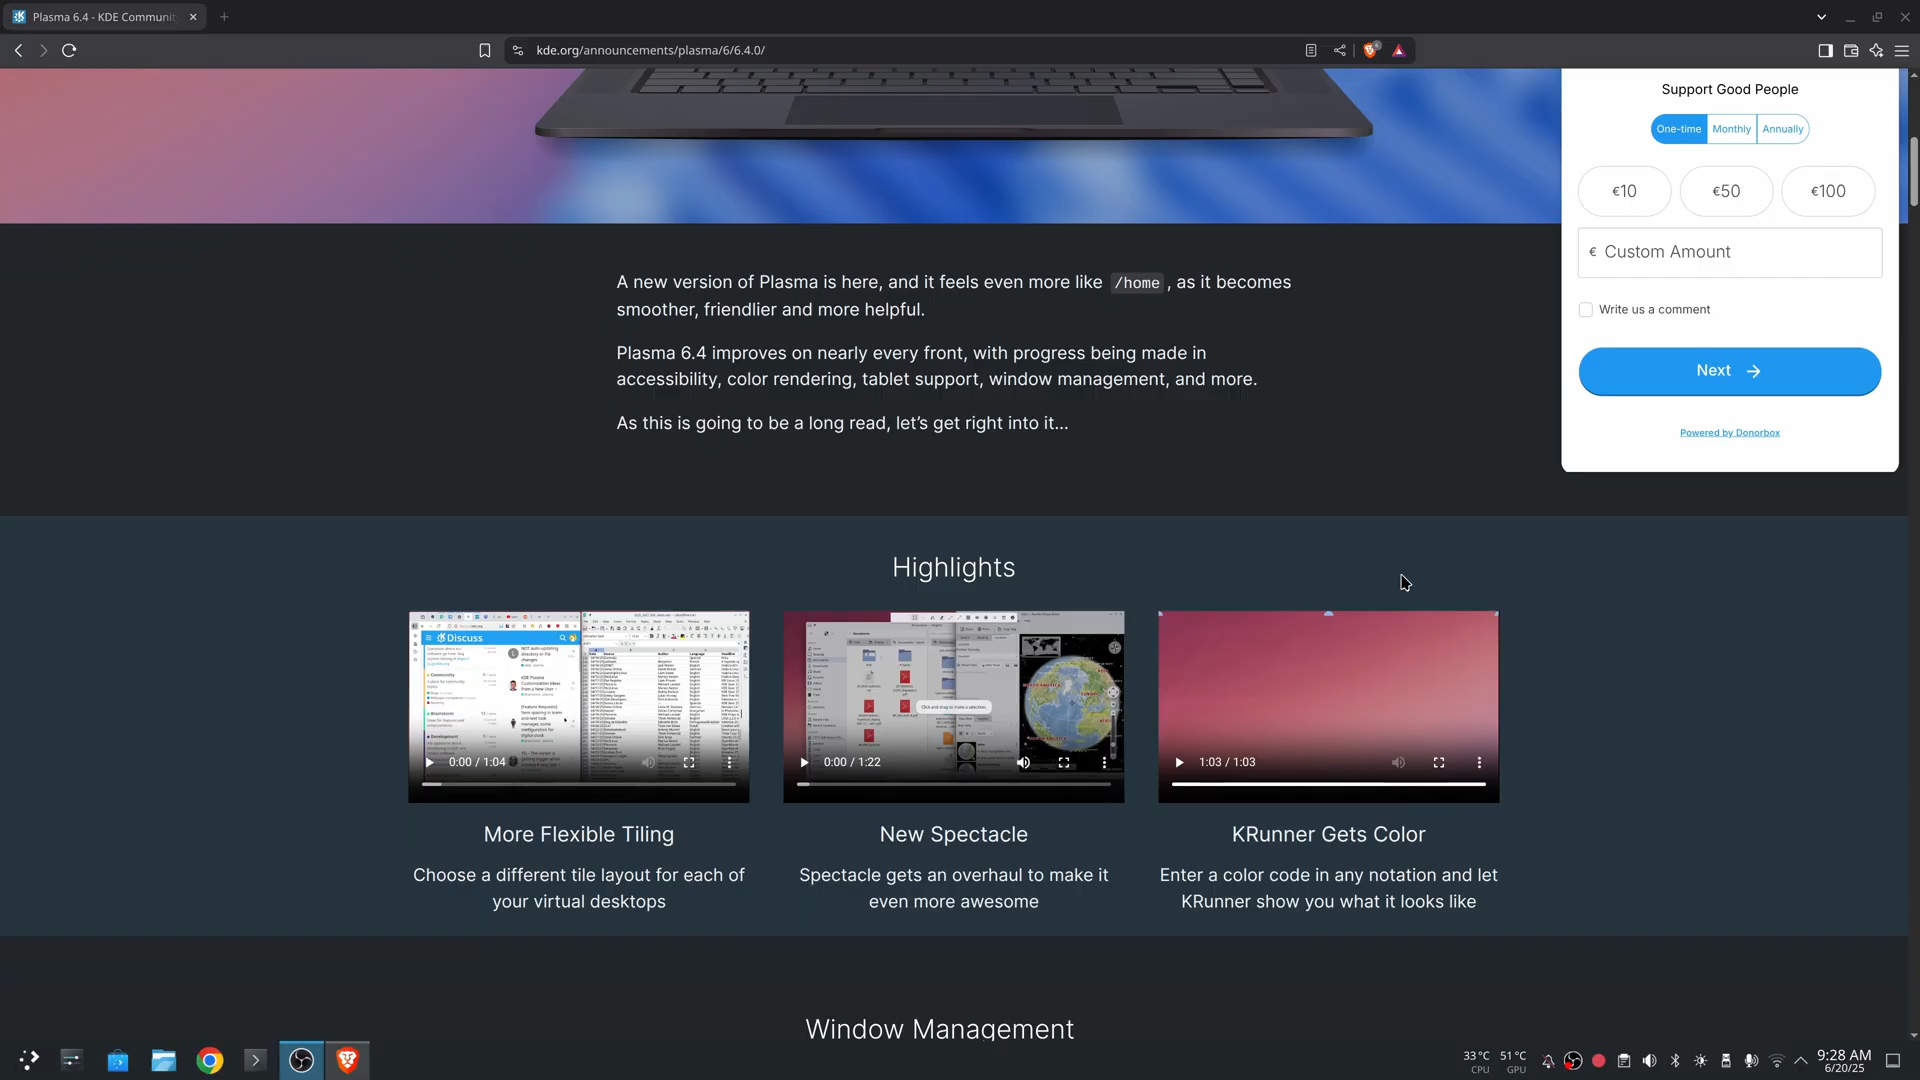 Plasma 6.4 - KDE Communit
kde.org/announcements/plasma/6/6.4.0/
Support Good People
One-time Monthly Annually
€10 €50 €100
€ Custom Amount
Write us a comment
Next
Powered by Donorbox
A new version of Plasma is here, and it feels even more like /home, as it becomes
smoother, friendlier and more helpful.
Plasma 6.4 improves on nearly every front, with progress being made in
accessibility, color rendering, tablet support, window management, and more.
As this is going to be a long read, let's get right into it…
Highlights
Discuss
0:00 / 1:04
Click and drag to make a selection
0:00 / 1:22
1:03 / 1:03
More Flexible Tiling
Choose a different tile layout for each of
your virtual desktops
New Spectacle
Spectacle gets an overhaul to make it
even more awesome
KRunner Gets Color
Enter a color code in any notation and let
KRunner show you what it looks like
Window Management
33°C 51°C
CPU GPU
9:28 AM
6/20/25